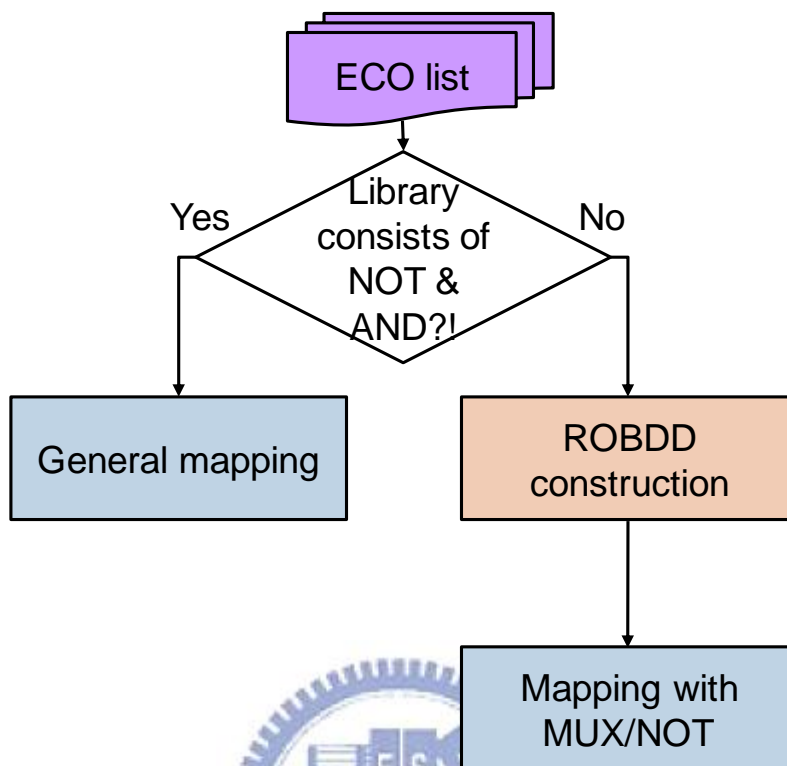 ECO list
Library
consists of
NOT &
AND?!
Yes
No
General mapping
ROBDD
construction
Mapping with
MUX/NOT